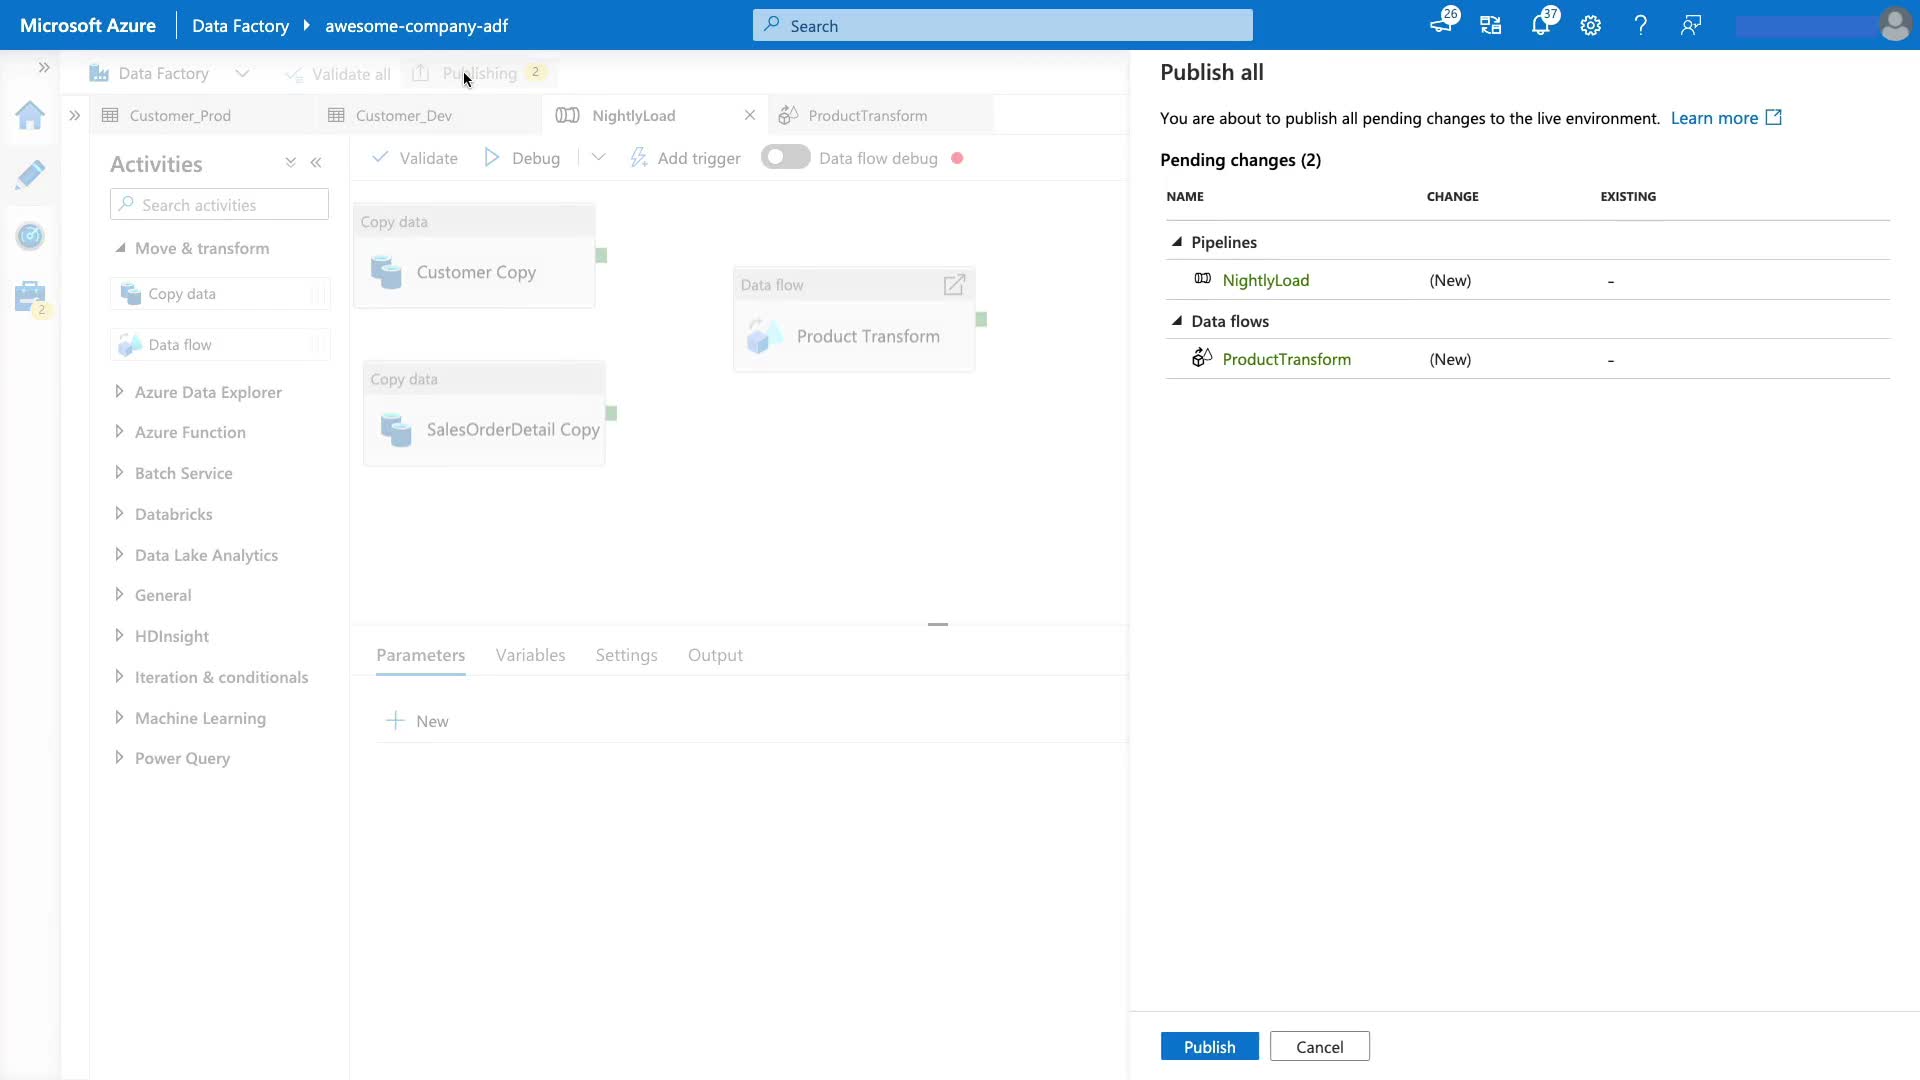 Microsoft Azure
Data Factory
awesome-company-adf
Search
26
37
Data Factory
Validate all
Publishing
2
Customer_Prod
Customer_Dev
NightlyLoad
ProductTransform
Activities
Search activities
Move & transform
Copy data
Data flow
Azure Data Explorer
Azure Function
Batch Service
Databricks
Data Lake Analytics
General
HDInsight
Iteration & conditionals
Machine Learning
Power Query
2
Validate
Debug
Add trigger
Data flow debug
Copy data
Customer Copy
Copy data
SalesOrderDetail Copy
Data flow
Product Transform
Parameters
Variables
Settings
Output
New
Publish all
You are about to publish all pending changes to the live environment. Learn more
Pending changes (2)
NAME CHANGE EXISTING
Pipelines
NightlyLoad (New) -
Data flows
ProductTransform (New) -
Publish
Cancel